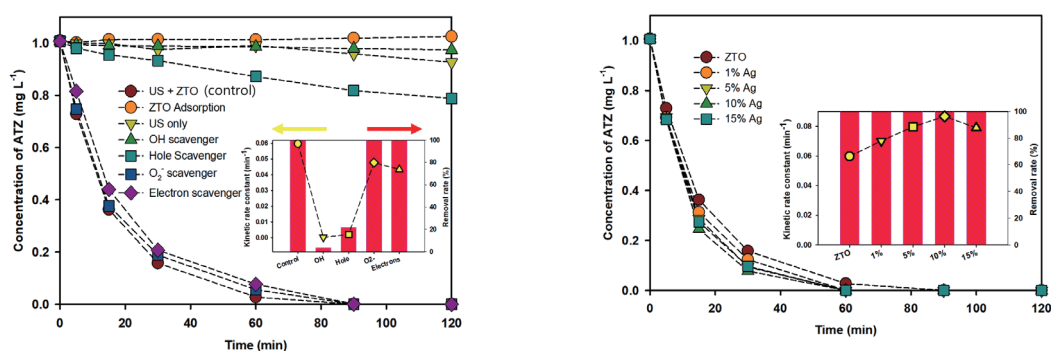 Concentration of ATZ (mg L⁻¹)
1.0
0.8
0.6
0.4
0.2
0.0
US + ZTO (control)
ZTO Adsorption
US only
OH scavenger
Hole Scavenger
O₂⁻ scavenger
Electron scavenger
Kinetic rate constant (min⁻¹)
0.06
0.05
0.04
0.03
0.02
0.01
0.00
100
80
60
40
20
0
Removal rate (%)
Control OH Hole O2- Electrons
0 20 40 60 80 100 120
Time (min)
Concentration of ATZ (mg L⁻¹)
1.0
0.8
0.6
0.4
0.2
0.0
ZTO
1% Ag
5% Ag
10% Ag
15% Ag
Kinetic rate constant (min⁻¹)
0.08
0.06
0.04
0.02
0.00
100
80
60
40
20
0
Removal rate (%)
ZTO 1% 5% 10% 15%
0 20 40 60 80 100 120
Time (min)